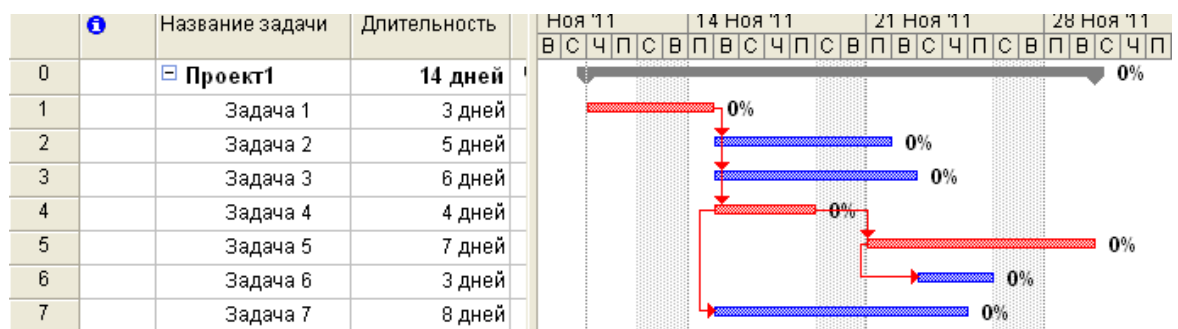 Название задачи Длительность Ноя '11 14 Ноя '11 21 Ноя '11 28 Ноя '11
В С Ч П С В П В С Ч П С В П В С Ч П С В П В С Ч П
0 Проект1 14 дней 0%
1 Задача 1 3 дней 0%
2 Задача 2 5 дней 0%
3 Задача 3 6 дней 0%
4 Задача 4 4 дней 0%
5 Задача 5 7 дней 0%
6 Задача 6 3 дней 0%
7 Задача 7 8 дней 0%